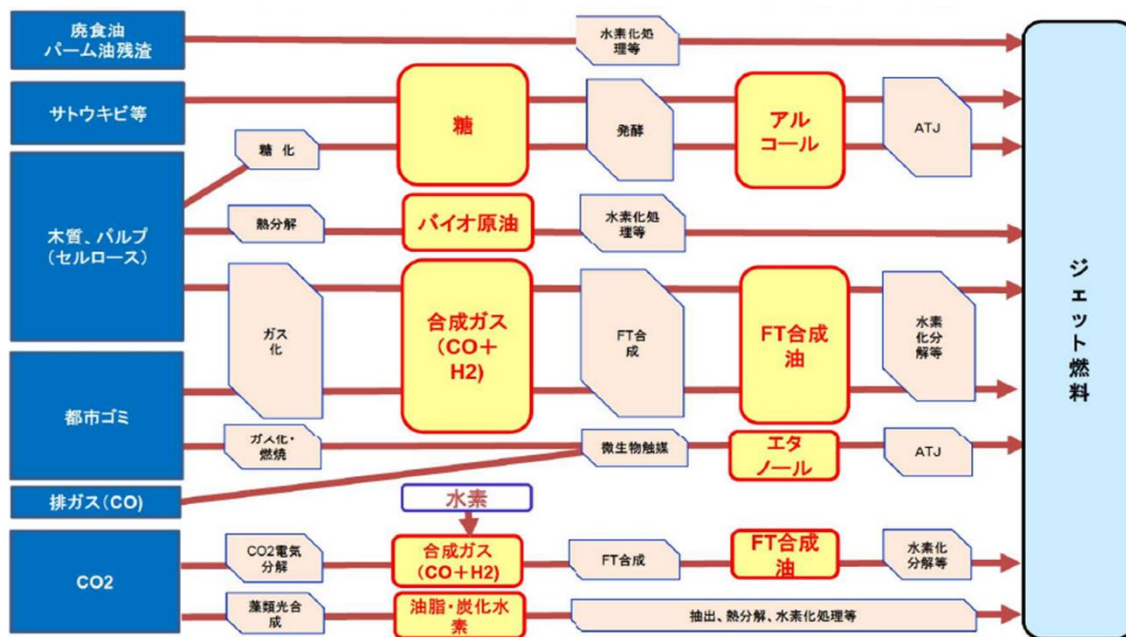 廃食油
パーム油残渣
水素化処
理等
サトウキビ等
糖
発酵
アル
コール
ATJ
糖 化
木質、パルプ
（セルロース）
熱分解
バイオ原油
水素化処
理等
ガス
化
合成ガス
（CO＋
H2)
FT合
成
FT合成
油
水素
化分
解等
都市ゴミ
ガス化・
燃焼
微生物触媒
エタ
ノール
ATJ
排ガス（CO)
水素
CO2
CO2電気
分解
合成ガス
（CO＋H2)
FT合成
FT合成
油
水素化
分解等
藻類光合
成
油脂・炭化水
素
抽出、熱分解、水素化処理等
ジェット燃料